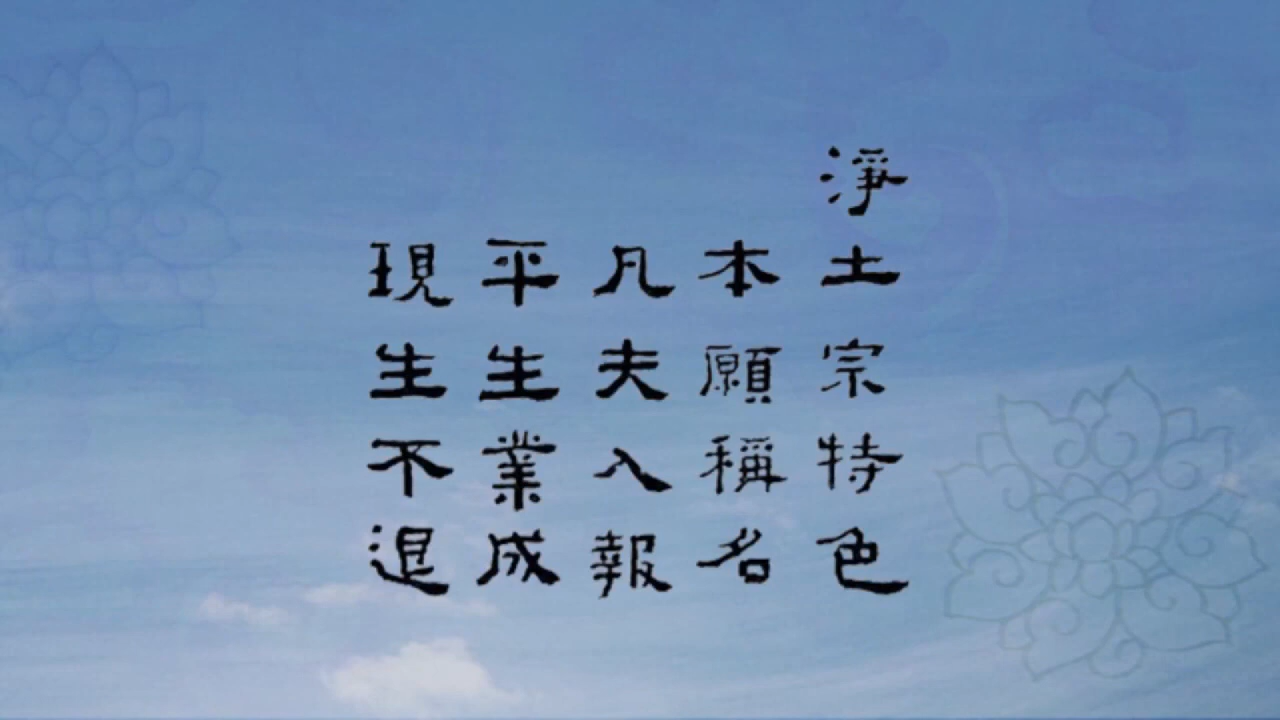 淨土宗特色
本願稱名
凡夫入報
平生業成
現生不退